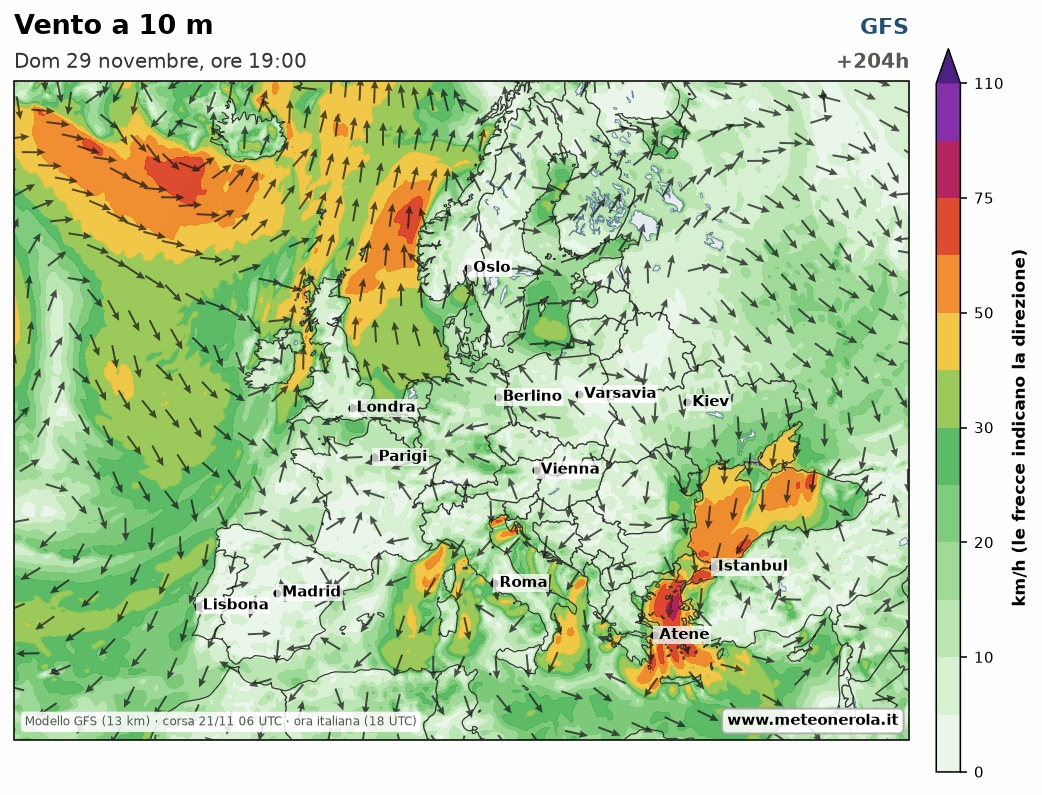 Vento a 10 m
GFS
Dom 29 novembre, ore 19:00
+204h
110
75
50
30
20
10
0
km/h (le frecce indicano la direzione)
Oslo
Berlino
Varsavia
Kiev
Londra
Parigi
Vienna
Istanbul
Roma
Madrid
Lisbona
Atene
Modello GFS (13 km) · corsa 21/11 06 UTC · ora italiana (18 UTC)
www.meteonerola.it